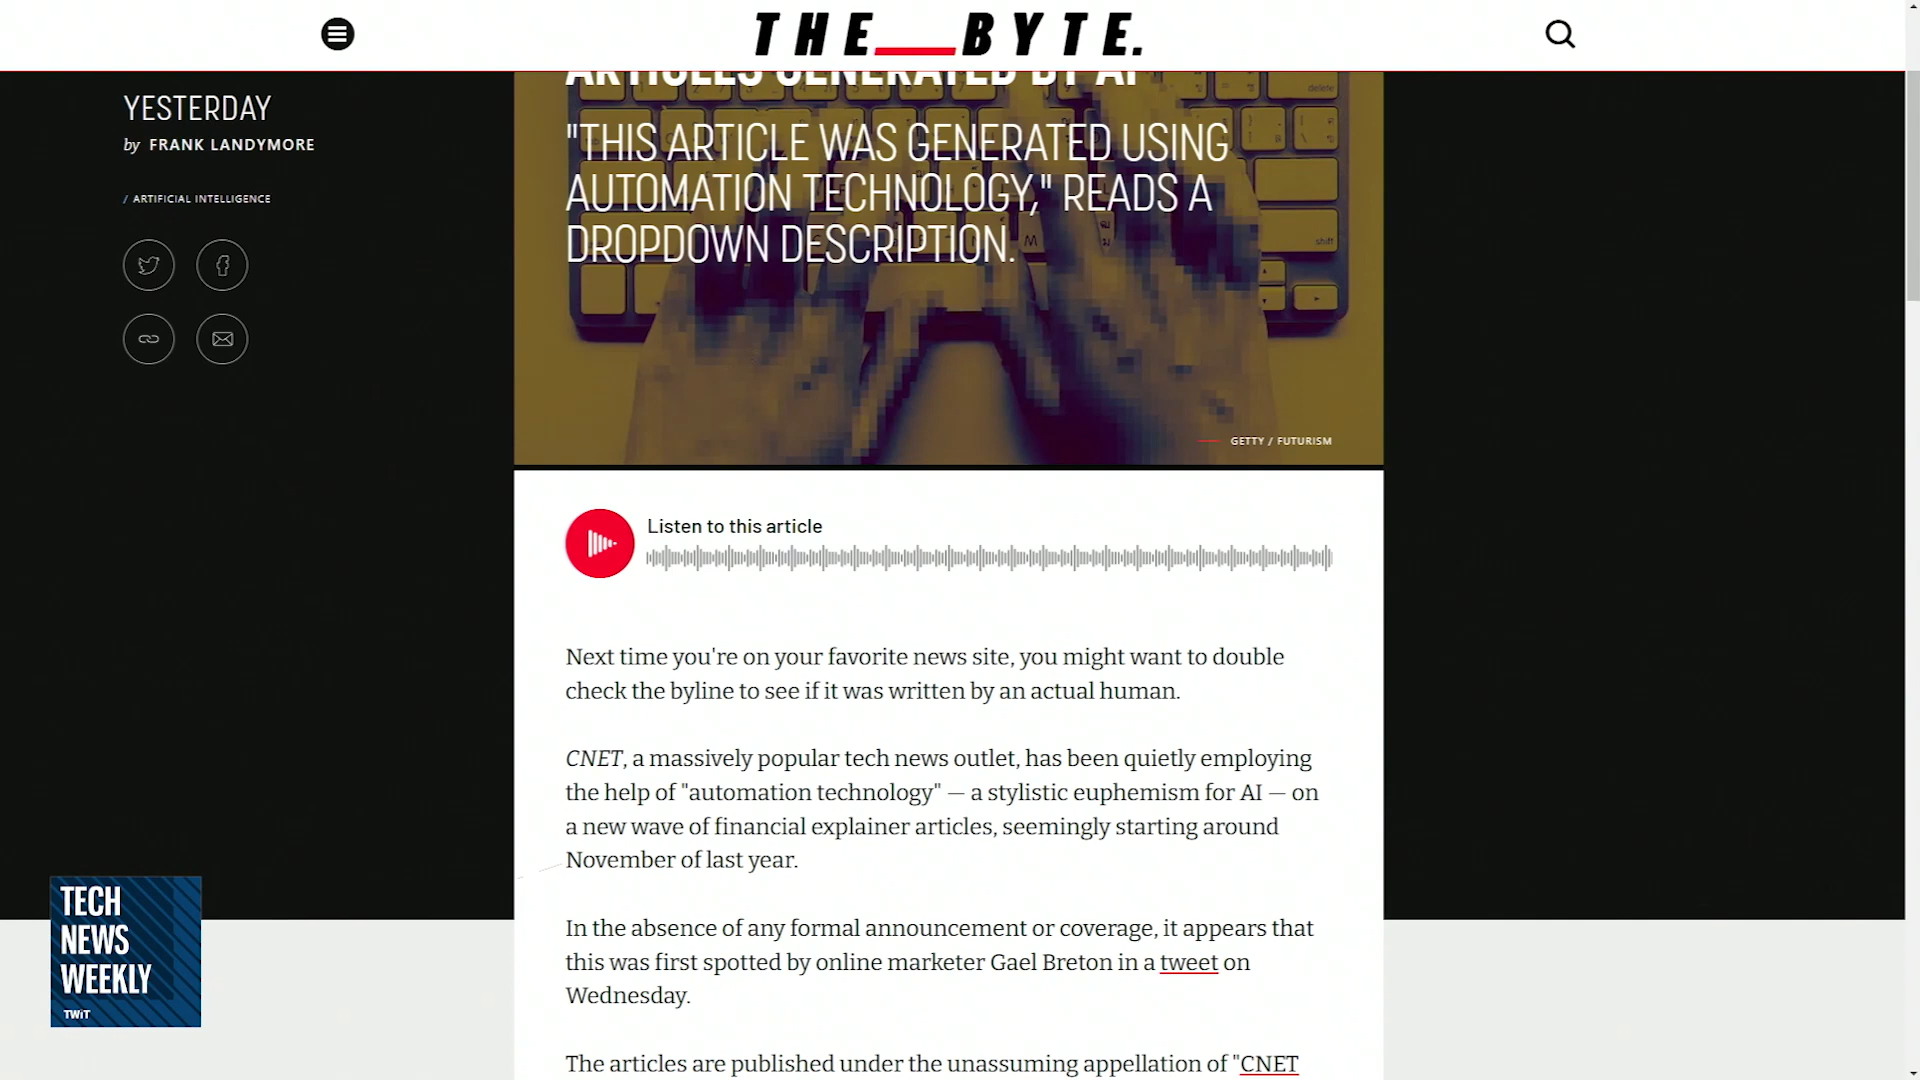 THE BYTE.
ARTICLES GENERATED BY AI
YESTERDAY
by FRANK LANDYMORE
/ ARTIFICIAL INTELLIGENCE
"THIS ARTICLE WAS GENERATED USING
AUTOMATION TECHNOLOGY," READS A
DROPDOWN DESCRIPTION.
delete
shift
M
GETTY / FUTURISM
Listen to this article
Next time you're on your favorite news site, you might want to double
check the byline to see if it was written by an actual human.
CNET, a massively popular tech news outlet, has been quietly employing
the help of "automation technology" — a stylistic euphemism for AI — on
a new wave of financial explainer articles, seemingly starting around
November of last year.
In the absence of any formal announcement or coverage, it appears that
this was first spotted by online marketer Gael Breton in a tweet on
Wednesday.
The articles are published under the unassuming appellation of "CNET
TECH
NEWS
WEEKLY
TWiT